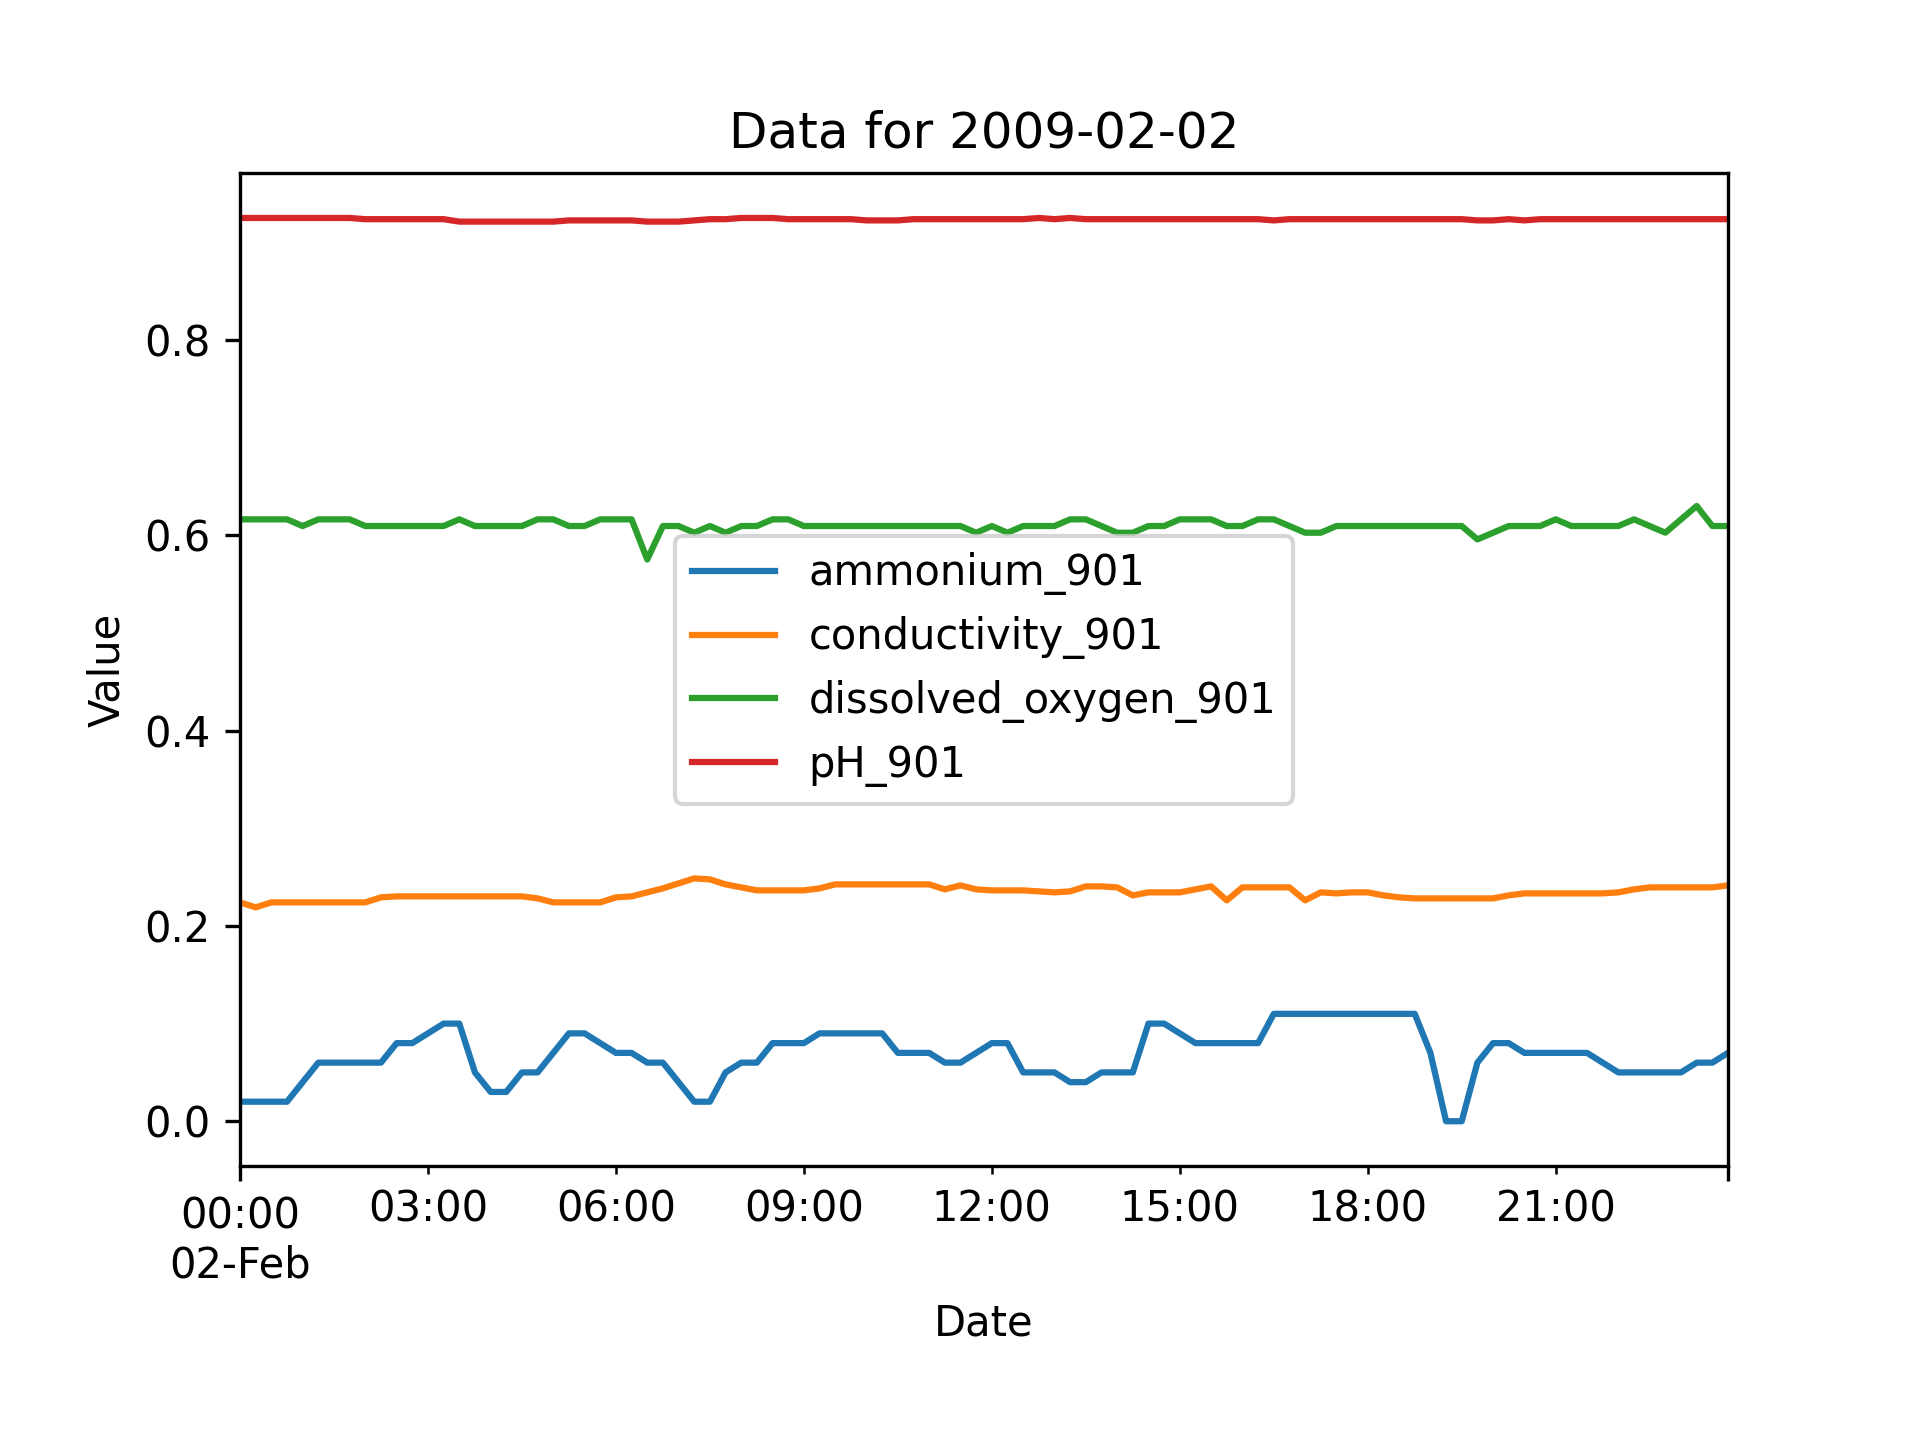 Data for 2009-02-02
Value
0.8
0.6
0.4
0.2
0.0
ammonium_901
conductivity_901
dissolved_oxygen_901
pH_901
00:00 03:00 06:00 09:00 12:00 15:00 18:00 21:00
02-Feb
Date